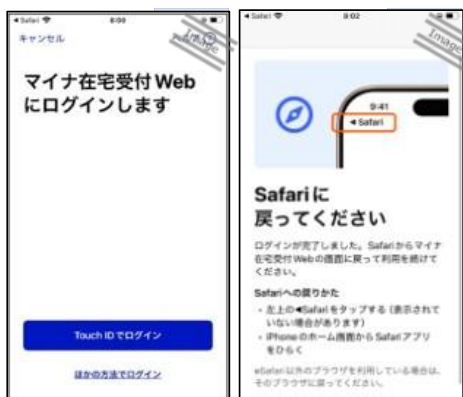 ◀ Safari
8:00
キャンセル
Image
マイナ在宅受付Web
にログインします
Touch IDでログイン
ほかの方法でログイン
◀ Safari
8:02
Image
9:41
◀ Safari
Safariに
戻ってください
ログインが完了しました。Safariからマイナ
在宅受付Webの画面に戻って利用を続けて
ください。
Safariへの戻りかた
・左上の◀Safariをタップする(表示されて
いない場合があります)
・iPhoneのホーム画面からSafariアプリ
をひらく
※Safari以外のブラウザを利用している場合は、
そのブラウザに戻ってください。